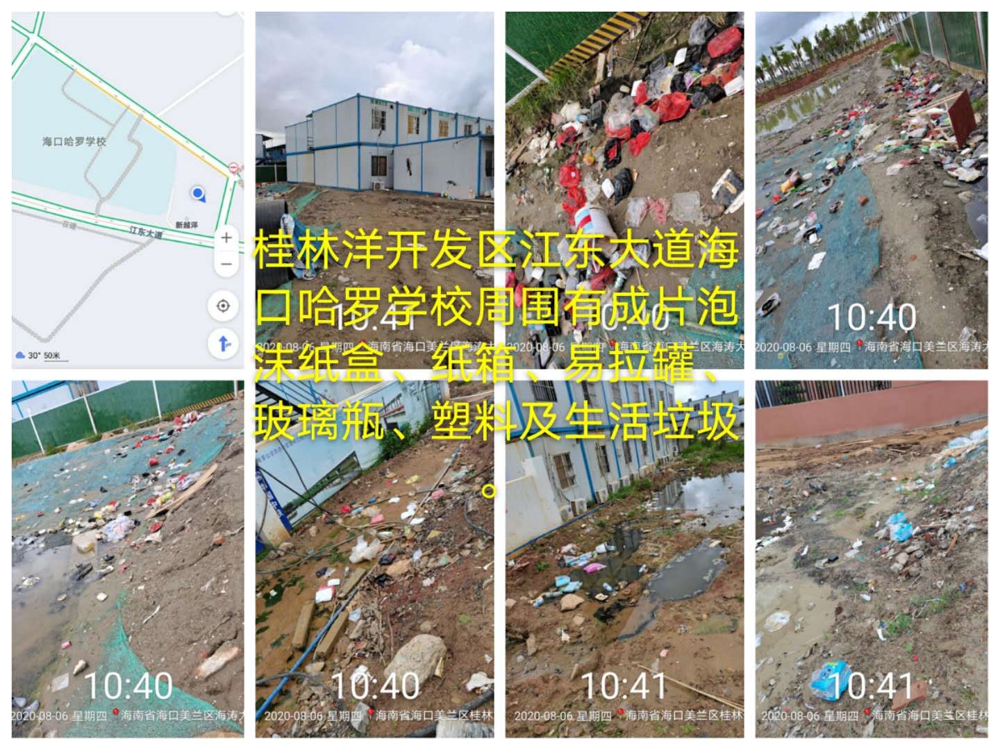 海口哈罗学校
江东大道
在建
新越洋
30° 50米
桂林洋开发区江东大道海
口哈罗学校周围有成片泡
沫纸盒、纸箱、易拉罐、
玻璃瓶、塑料及生活垃圾
。
10:41
2020-08-06 星期四 海南省海口美兰区海涛大
10:40
2020-08-06 星期四 海南省海口美兰区海涛大
10:40
2020-08-06 星期四 海南省海口美兰区海涛大
10:40
2020-08-06 星期四 海南省海口美兰区海涛大
10:40
2020-08-06 星期四 海南省海口美兰区桂林
10:41
2020-08-06 星期四 海南省海口美兰区桂林
10:41
2020-08-06 星期四 海南省海口美兰区桂林